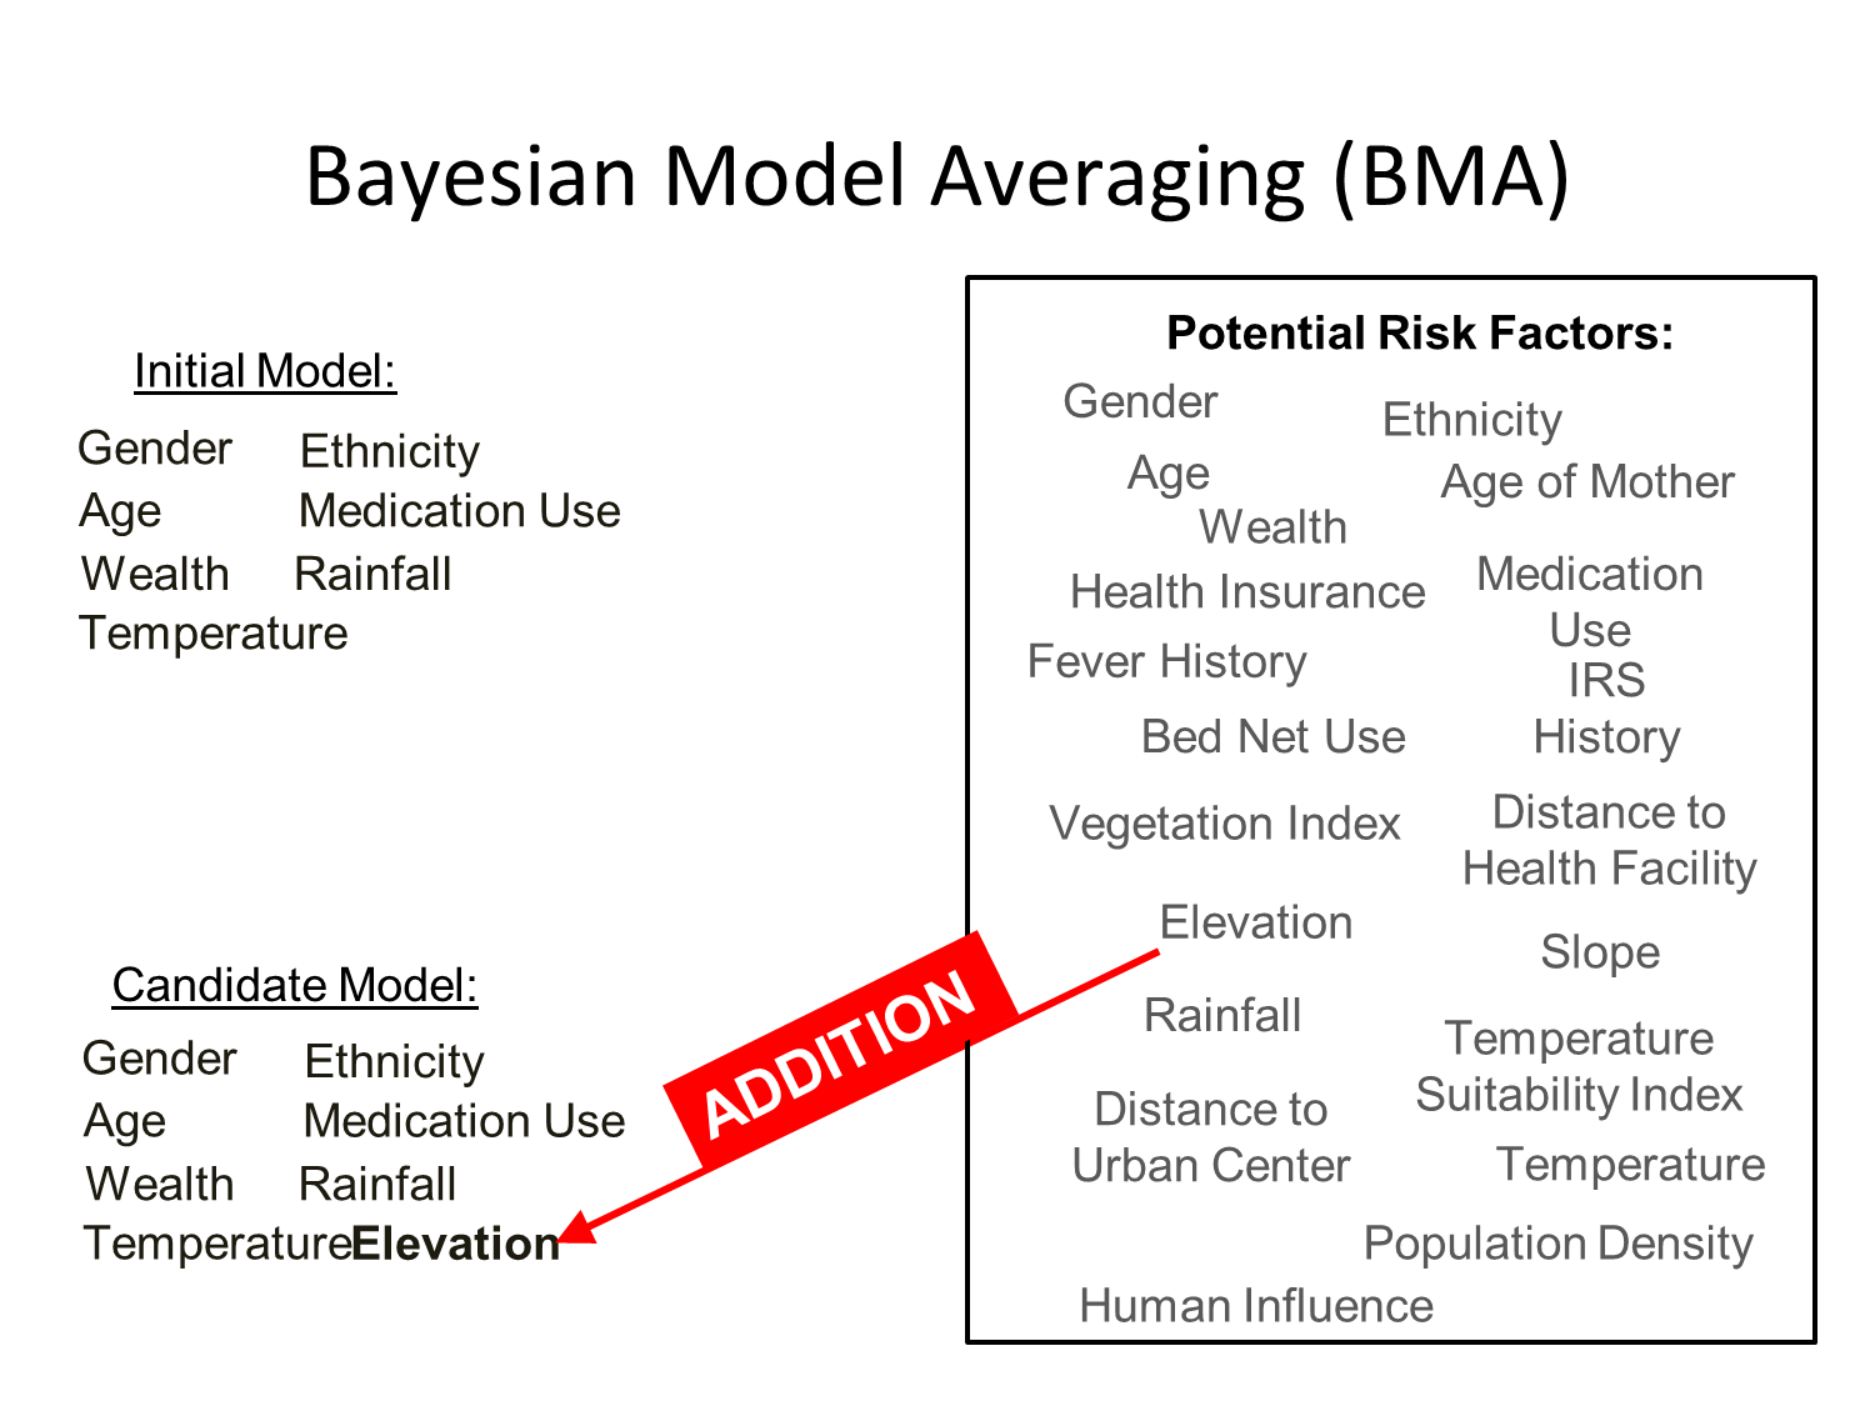 Bayesian Model Averaging (BMA)
Initial Model:
Gender Ethnicity
Age Medication Use
Wealth Rainfall
Temperature
Candidate Model:
Gender Ethnicity
Age Medication Use
Wealth Rainfall
TemperatureElevation
ADDITION
Potential Risk Factors:
Gender
Ethnicity
Age
Age of Mother
Wealth
Health Insurance
Medication
Use
Fever History
IRS
History
Bed Net Use
Vegetation Index
Distance to
Health Facility
Elevation
Slope
Rainfall
Temperature
Suitability Index
Distance to
Urban Center
Temperature
Population Density
Human Influence